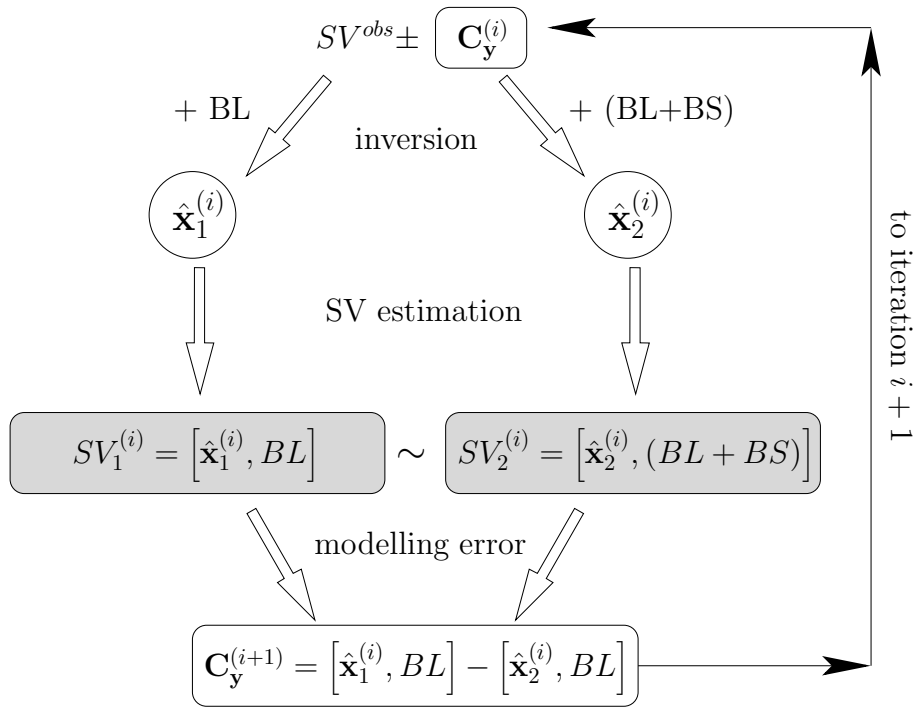 SV^{obs} ± C_y^{(i)}
+ BL
+ (BL+BS)
inversion
x̂_1^{(i)}
x̂_2^{(i)}
SV estimation
SV_1^{(i)} = [x̂_1^{(i)}, BL] ~ SV_2^{(i)} = [x̂_2^{(i)}, (BL + BS)]
modelling error
C_y^{(i+1)} = [x̂_1^{(i)}, BL] − [x̂_2^{(i)}, BL]
to iteration i + 1